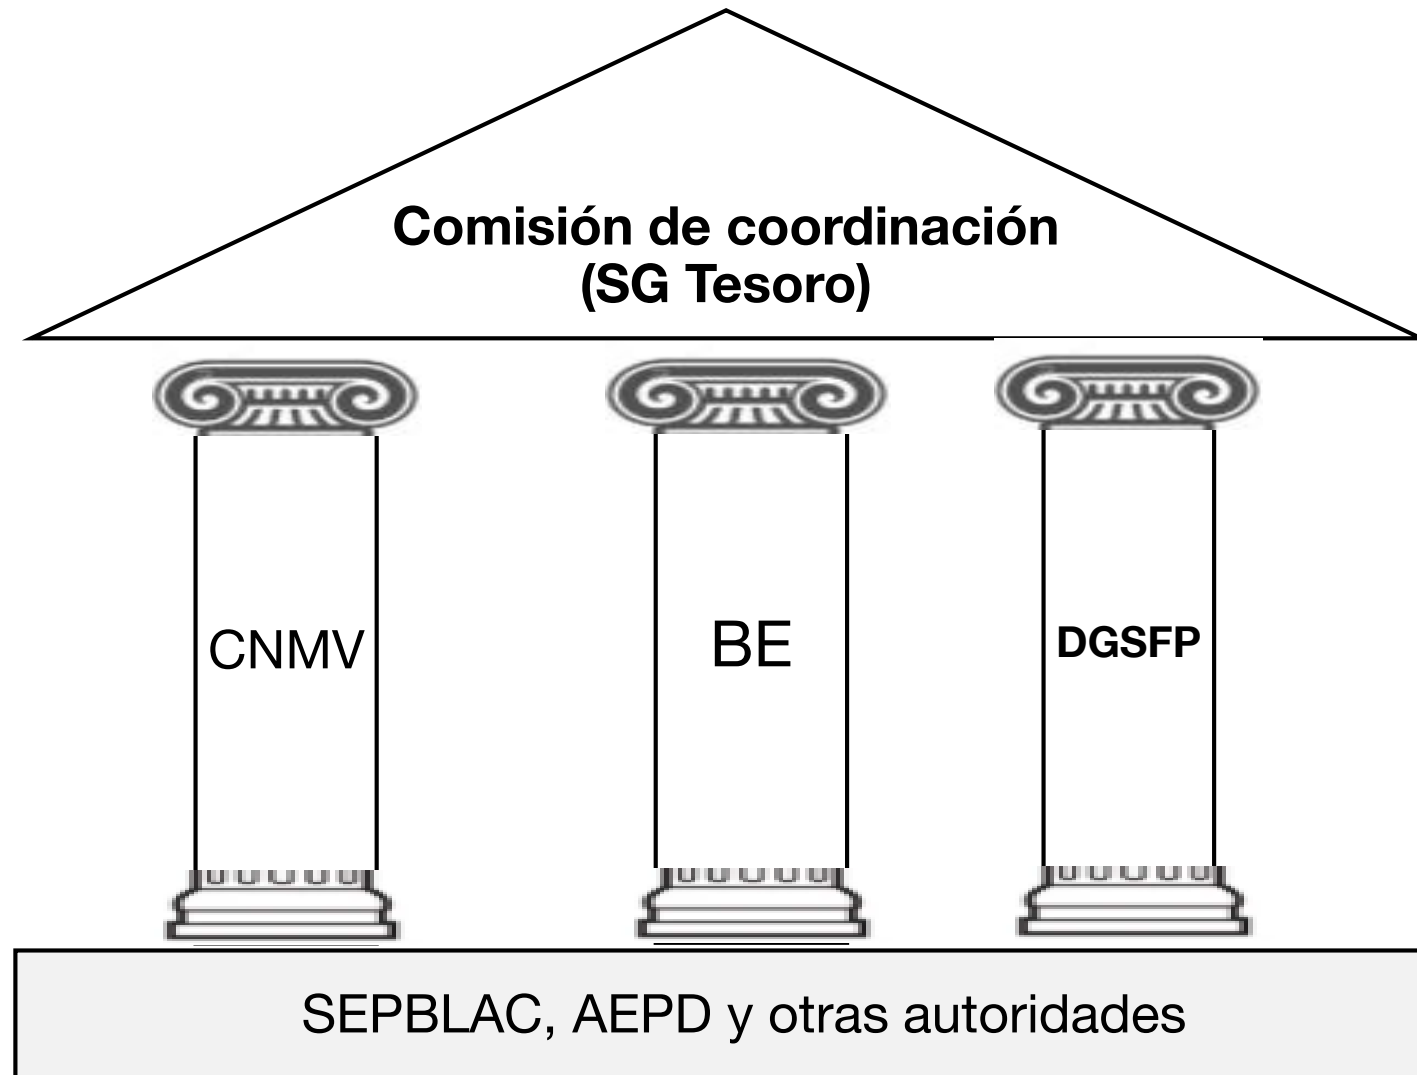 Comisión de coordinación
(SG Tesoro)
CNMV
BE
DGSFP
SEPBLAC, AEPD y otras autoridades